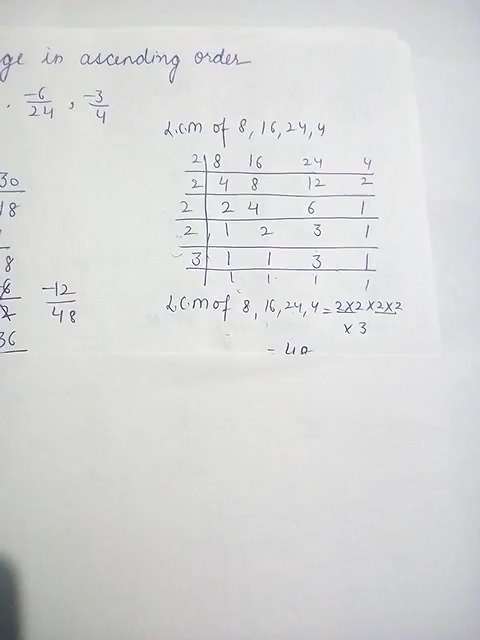 ge in ascending order
, -6/24 , -3/4
L.C.M of 8, 16, 24, 4
2 | 8 16 24 4
2 | 4 8 12 2
2 | 2 4 6 1
2 | 1 2 3 1
3 | 1 1 3 1
1 1 1 1
30
18
8
-12/48
36
L.C.M of 8, 16, 24, 4 = 2×2×2×2
× 3
= 48